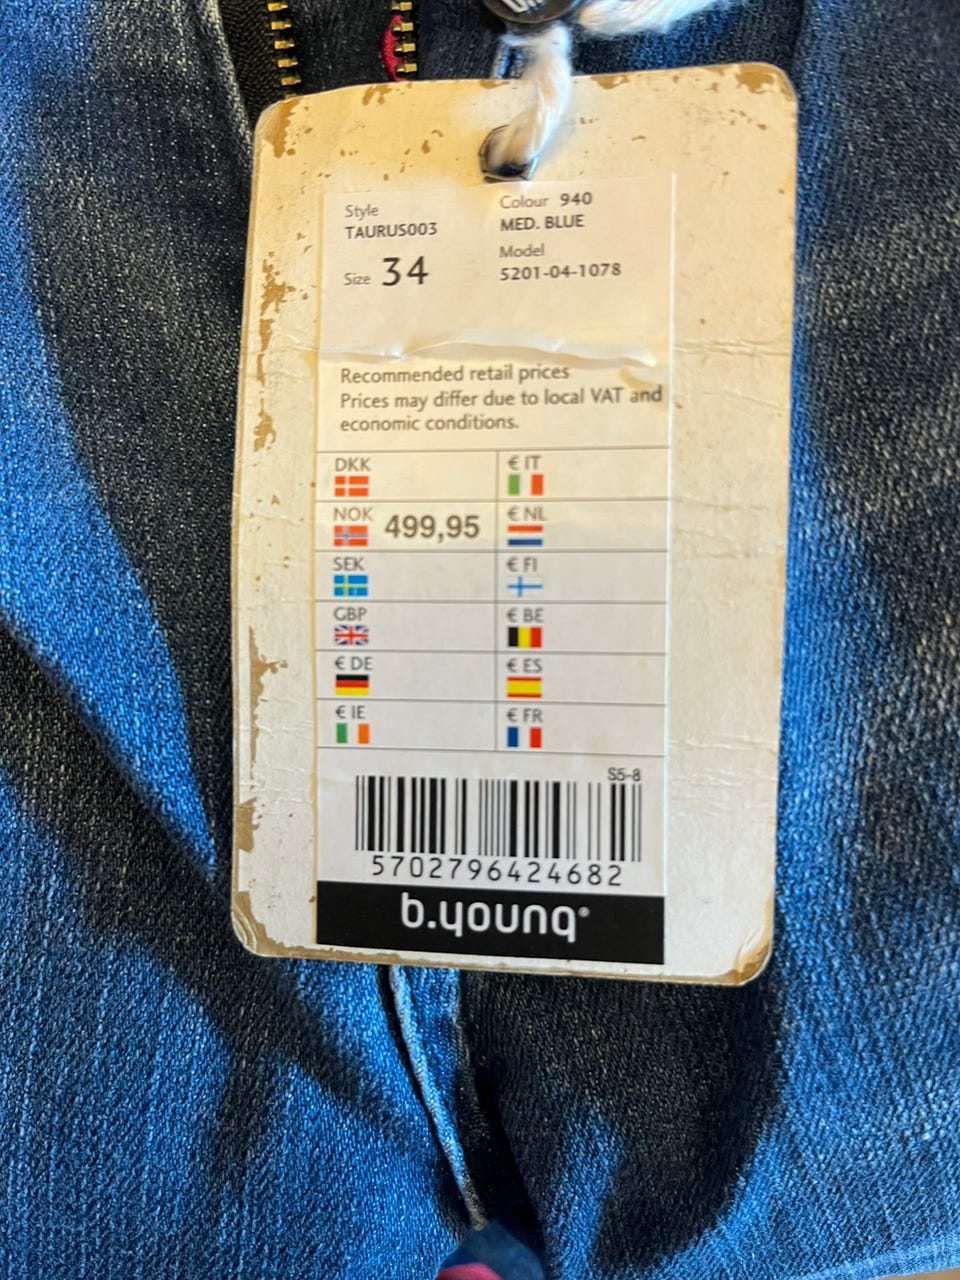 Style
TAURUS003
Size 34
Colour 940
MED. BLUE
Model
5201-04-1078
Recommended retail prices
Prices may differ due to local VAT and
economic conditions.
DKK
€ IT
NOK 499,95
€ NL
SEK
€ FI
GBP
€ BE
€ DE
€ ES
€ IE
€ FR
S5-8
5702796424682
b.young®